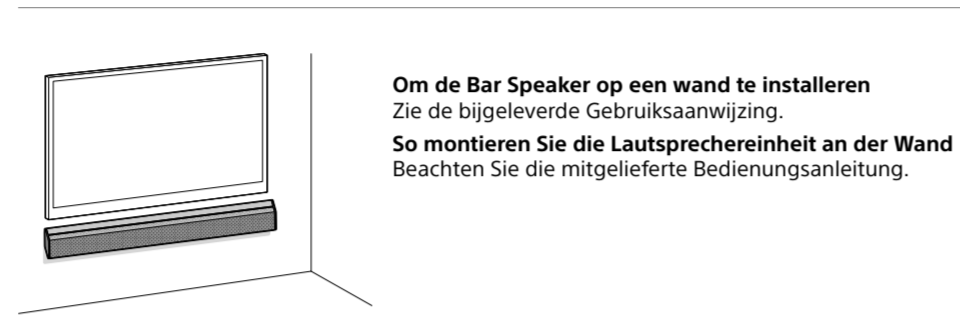 Om de Bar Speaker op een wand te installeren
Zie de bijgeleverde Gebruiksaanwijzing.
So montieren Sie die Lautsprechereinheit an der Wand
Beachten Sie die mitgelieferte Bedienungsanleitung.